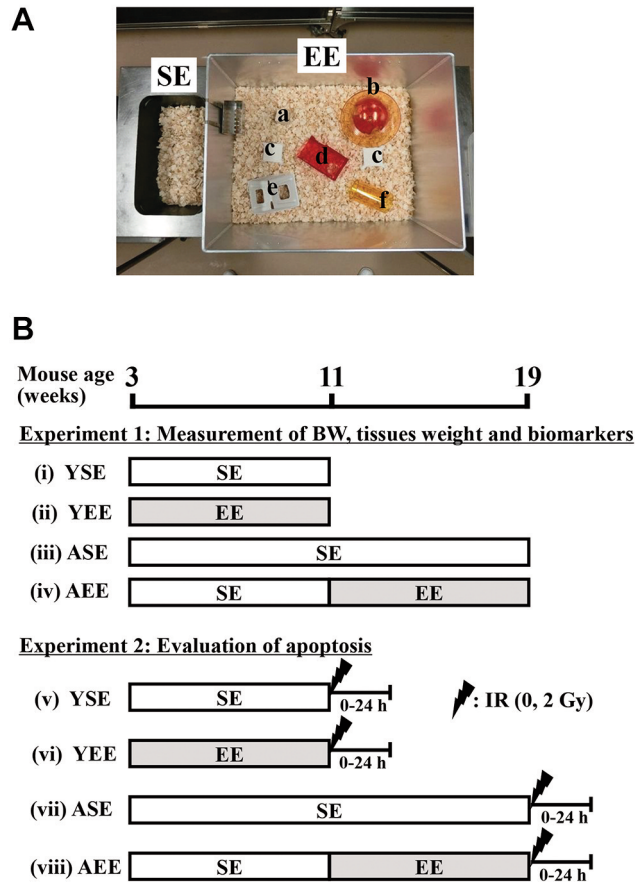 A
SE
EE
a
b
c
d
c
e
f
B
Mouse age
(weeks)
3
11
19
Experiment 1: Measurement of BW, tissues weight and biomarkers
(i) YSE
SE
(ii) YEE
EE
(iii) ASE
SE
(iv) AEE
SE
EE
Experiment 2: Evaluation of apoptosis
(v) YSE
SE
0-24 h
: IR (0, 2 Gy)
(vi) YEE
EE
0-24 h
(vii) ASE
SE
0-24 h
(viii) AEE
SE
EE
0-24 h